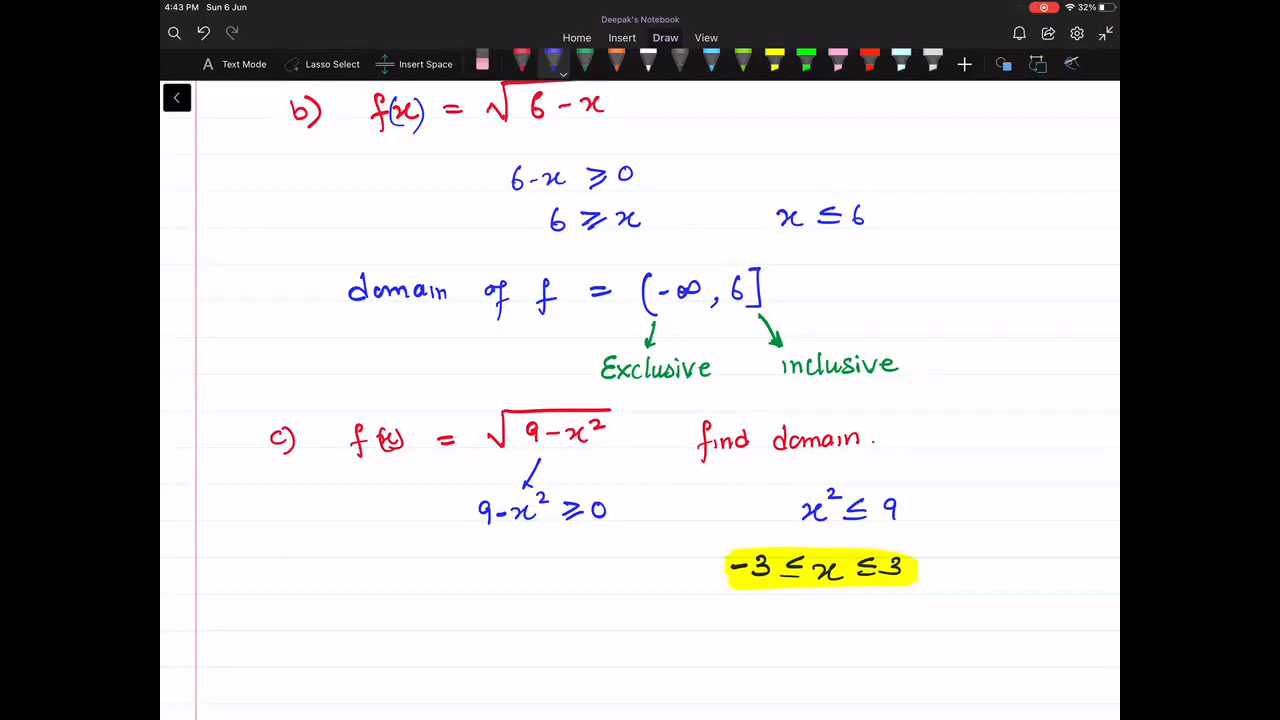 4:43 PM Sun 6 Jun 32%
Deepak's Notebook
Home Insert Draw View
Text Mode Lasso Select Insert Space
b) f(x) = √6-x
6-x ≥ 0
6 ≥ x x ≤ 6
domain of f = (-∞, 6]
Exclusive Inclusive
c) f(x) = √9-x² find domain.
9-x² ≥ 0 x² ≤ 9
-3 ≤ x ≤ 3